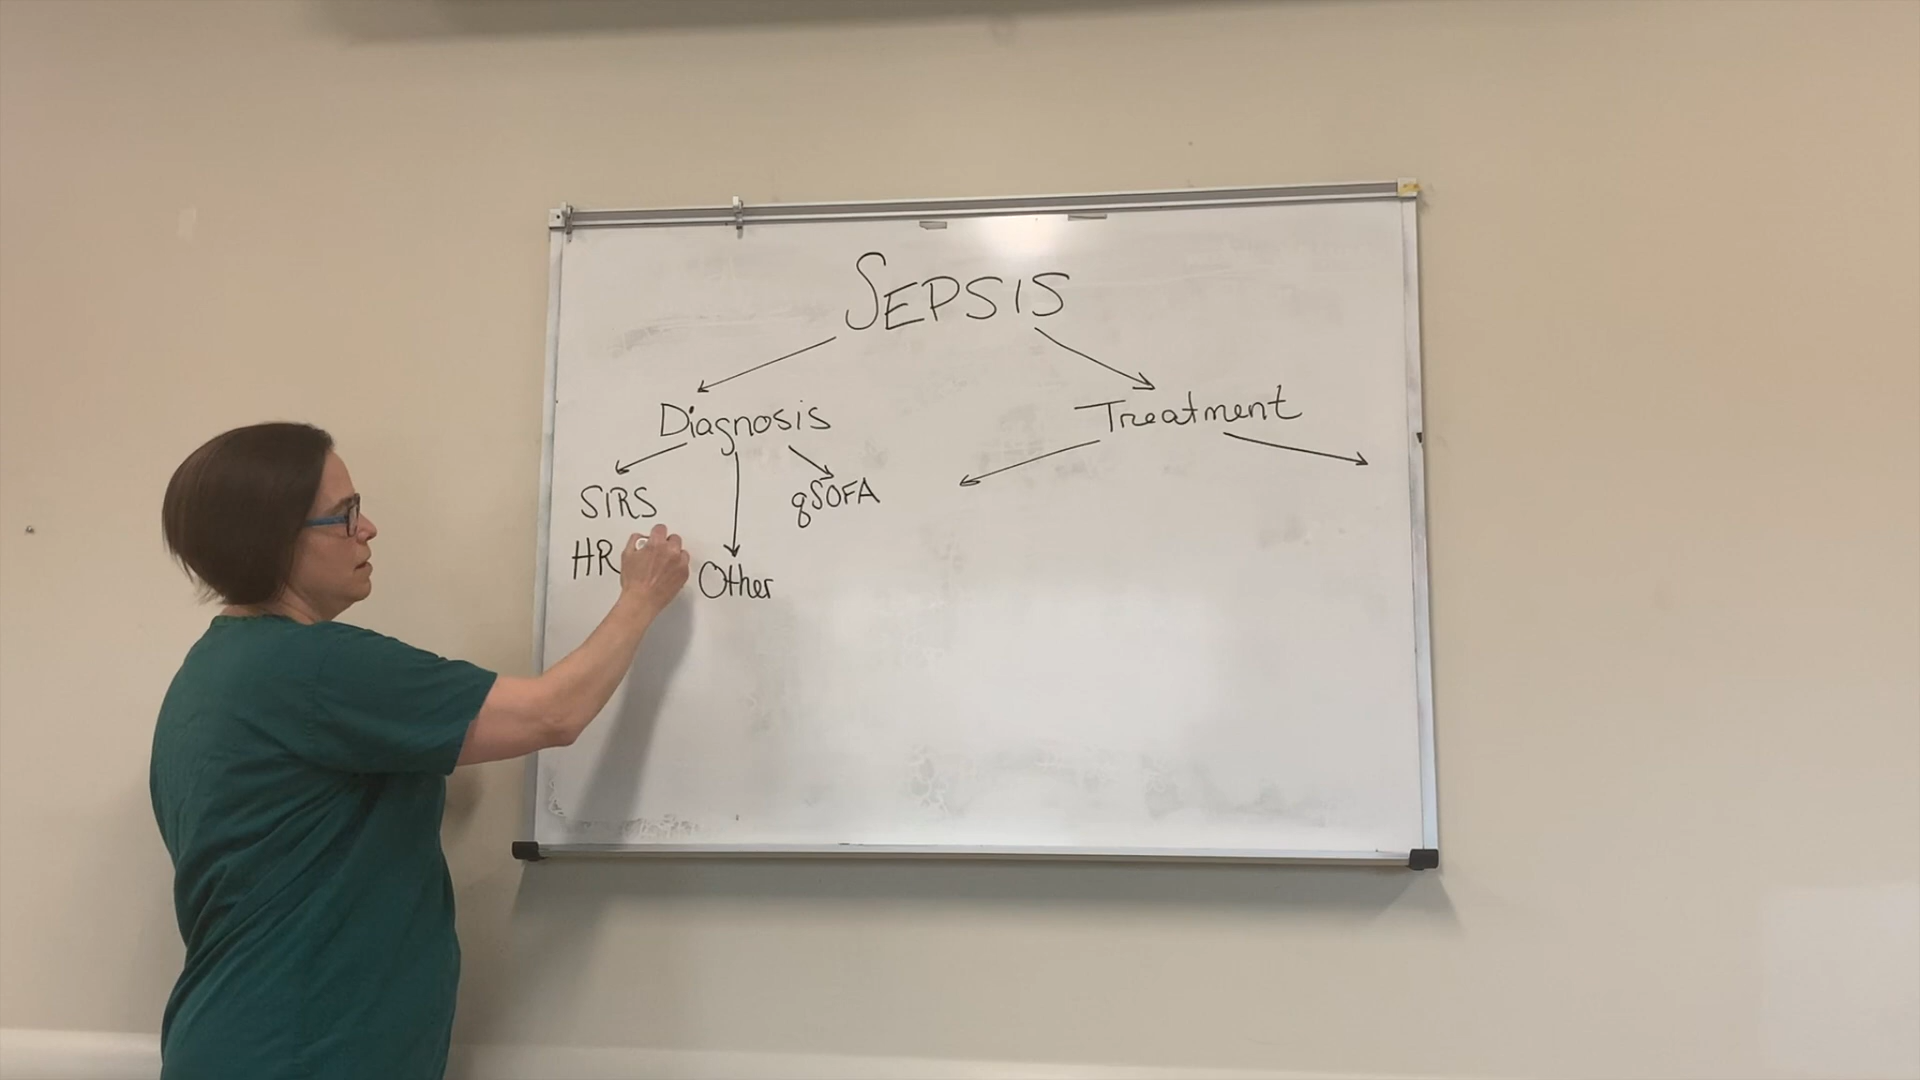 SEPSIS
Diagnosis
Treatment
SIRS
qSOFA
HR
Other